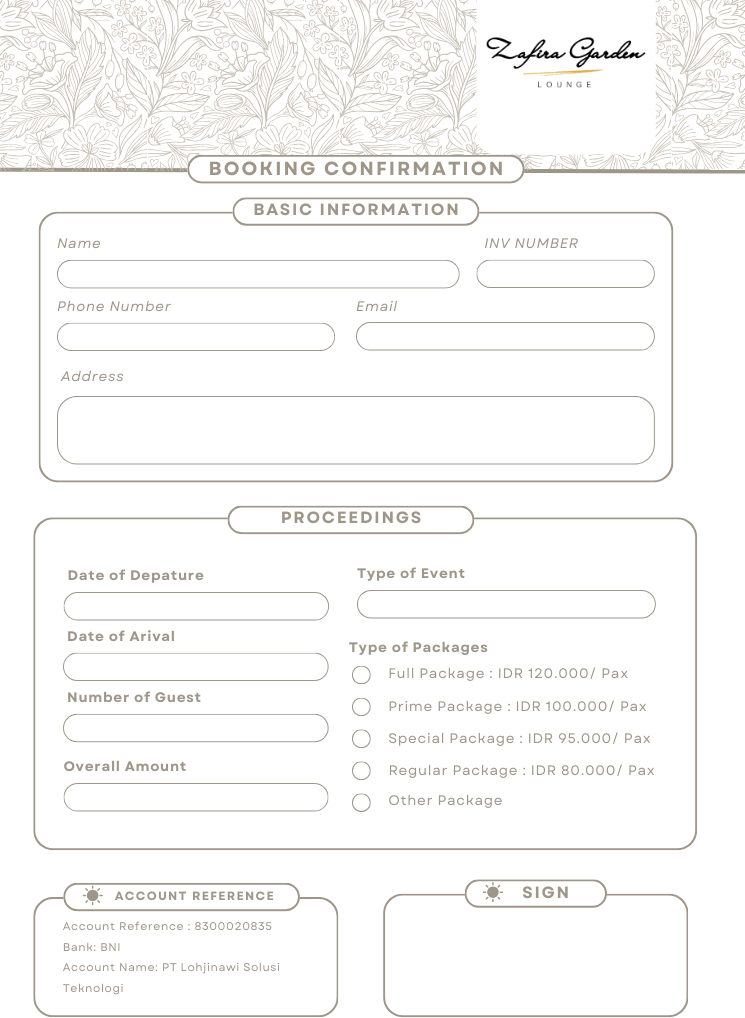 Zafira Garden
LOUNGE
BOOKING CONFIRMATION
BASIC INFORMATION
Name
INV NUMBER
Phone Number
Email
Address
PROCEEDINGS
Date of Depature
Type of Event
Date of Arival
Type of Packages
Full Package : IDR 120.000/ Pax
Number of Guest
Prime Package : IDR 100.000/ Pax
Special Package : IDR 95.000/ Pax
Overall Amount
Regular Package : IDR 80.000/ Pax
Other Package
ACCOUNT REFERENCE
Account Reference : 8300020835
Bank: BNI
Account Name: PT Lohjinawi Solusi
Teknologi
SIGN